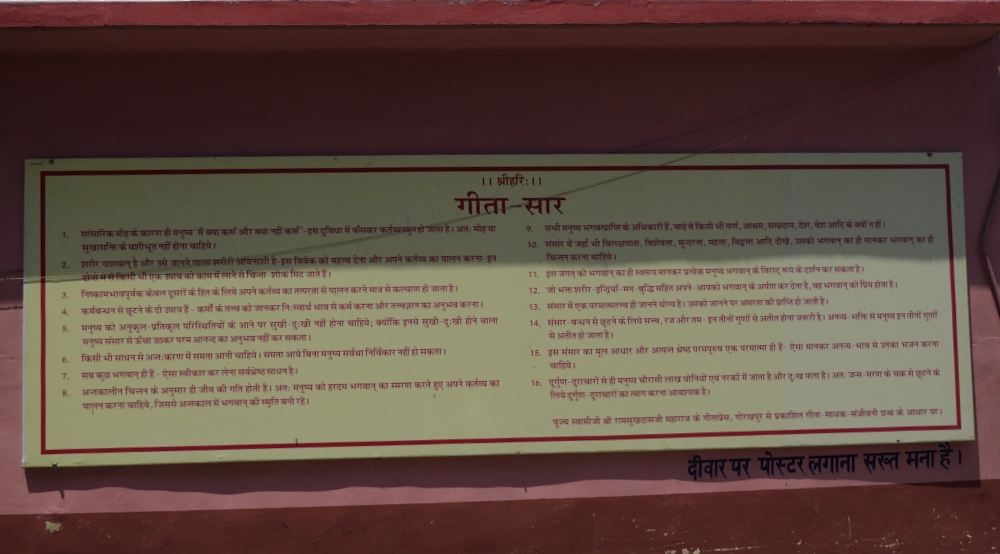 ।। श्रीहरि:।।
गीता-सार
1. सांसारिक मोह के कारण ही मनुष्य 'मैं क्या करूँ और क्या नहीं करूँ' -इस दुविधा में फँसकर कर्तव्यच्युत हो जाता है। अत: मोह या
सुखासक्ति के वशीभूत नहीं होना चाहिये।
2. शरीर नाशवान् है और उसे जानने वाला शरीरी अविनाशी है-इस विवेक को महत्त्व देना और अपने कर्तव्य का पालन करना-इन
दोनों में से किसी भी एक उपाय को काम में लाने से चिन्ता-शोक मिट जाते हैं।
3. निष्कामभावपूर्वक केवल दूसरों के हित के लिये अपने कर्तव्य का तत्परता से पालन करने मात्र से कल्याण हो जाता है।
4. कर्मबन्धन से छूटने के दो उपाय हैं - कर्मों के तत्त्व को जानकर नि:स्वार्थ भाव से कर्म करना और तत्त्वज्ञान का अनुभव करना।
5. मनुष्य को अनुकूल-प्रतिकूल परिस्थितियों के आने पर सुखी-दु:खी नहीं होना चाहिये; क्योंकि इनसे सुखी-दु:खी होने वाला
मनुष्य संसार से ऊँचा उठकर परम आनन्द का अनुभव नहीं कर सकता।
6. किसी भी साधन से अन्त:करण में समता आनी चाहिये। समता आये बिना मनुष्य सर्वथा निर्विकार नहीं हो सकता।
7. सब कुछ भगवान् ही हैं - ऐसा स्वीकार कर लेना सर्वश्रेष्ठ साधन है।
8. अन्तकालीन चिन्तन के अनुसार ही जीव की गति होती है। अत: मनुष्य को हरदम भगवान् का स्मरण करते हुए अपने कर्तव्य का
पालन करना चाहिये, जिससे अन्तकाल में भगवान् की स्मृति बनी रहे।
9. सभी मनुष्य भगवत्प्राप्ति के अधिकारी हैं, चाहे वे किसी भी वर्ण, आश्रम, सम्प्रदाय, देश, वेश आदि के क्यों न हों।
10. संसार में जहाँ भी विलक्षणता, विशेषता, सुन्दरता, महत्ता, विद्वत्ता आदि दीखे, उसको भगवान् का ही मानकर भगवान् का ही
चिन्तन करना चाहिये।
11. इस जगत् को भगवान् का ही स्वरूप मानकर प्रत्येक मनुष्य भगवान् के विराट् रूप के दर्शन कर सकता है।
12. जो भक्त शरीर-इन्द्रियाँ-मन-बुद्धि सहित अपने-आपको भगवान् के अर्पण कर देता है, वह भगवान् को प्रिय होता है।
13. संसार में एक परमात्मतत्त्व ही जानने योग्य है। उसको जानने पर अमरता की प्राप्ति हो जाती है।
14. संसार-बन्धन से छूटने के लिये सत्त्व, रज और तम- इन तीनों गुणों से अतीत होना जरूरी है। अनन्य-भक्ति से मनुष्य इन तीनों गुणों
से अतीत हो जाता है।
15. इस संसार का मूल आधार और अत्यन्त श्रेष्ठ परमपुरुष एक परमात्मा ही हैं- ऐसा मानकर अनन्य-भाव से उनका भजन करना
चाहिये।
16. दुर्गुण-दुराचारों से ही मनुष्य चौरासी लाख योनियों एवं नरकों में जाता है और दु:ख पाता है। अत: जन्म-मरण के चक्र से छूटने के
लिये दुर्गुण-दुराचारों का त्याग करना आवश्यक है।
पूज्य स्वामीजी श्री रामसुखदासजी महाराज के गीताप्रेस, गोरखपुर से प्रकाशित गीता-साधक-संजीवनी ग्रन्थ के आधार पर।
दीवार पर पोस्टर लगाना सख्त मना है।